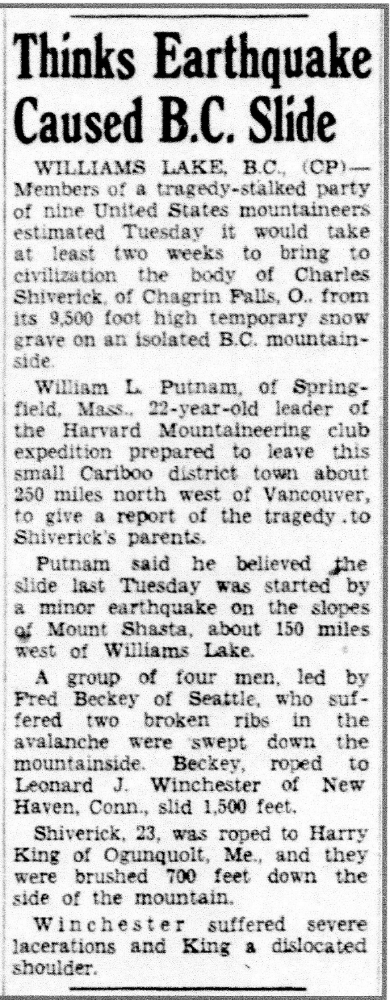 Thinks Earthquake
Caused B.C. Slide
WILLIAMS LAKE, B.C., (CP)—
Members of a tragedy-stalked party
of nine United States mountaineers
estimated Tuesday it would take
at least two weeks to bring to
civilization the body of Charles
Shiverick, of Chagrin Falls, O., from
its 9,500 foot high temporary snow
grave on an isolated B.C. mountain-
side.
William L. Putnam, of Spring-
field, Mass., 22-year-old leader of
the Harvard Mountaineering club
expedition prepared to leave this
small Cariboo district town about
250 miles north west of Vancouver,
to give a report of the tragedy .to
Shiverick's parents.
Putnam said he believed the
slide last Tuesday was started by
a minor earthquake on the slopes
of Mount Shasta, about 150 miles
west of Williams Lake.
A group of four men, led by
Fred Beckey of Seattle, who suf-
fered two broken ribs in the
avalanche were swept down the
mountainside. Beckey, roped to
Leonard J. Winchester of New
Haven, Conn., slid 1,500 feet.
Shiverick, 23, was roped to Harry
King of Ogunquolt, Me., and they
were brushed 700 feet down the
side of the mountain.
Winchester suffered severe
lacerations and King a dislocated
shoulder.